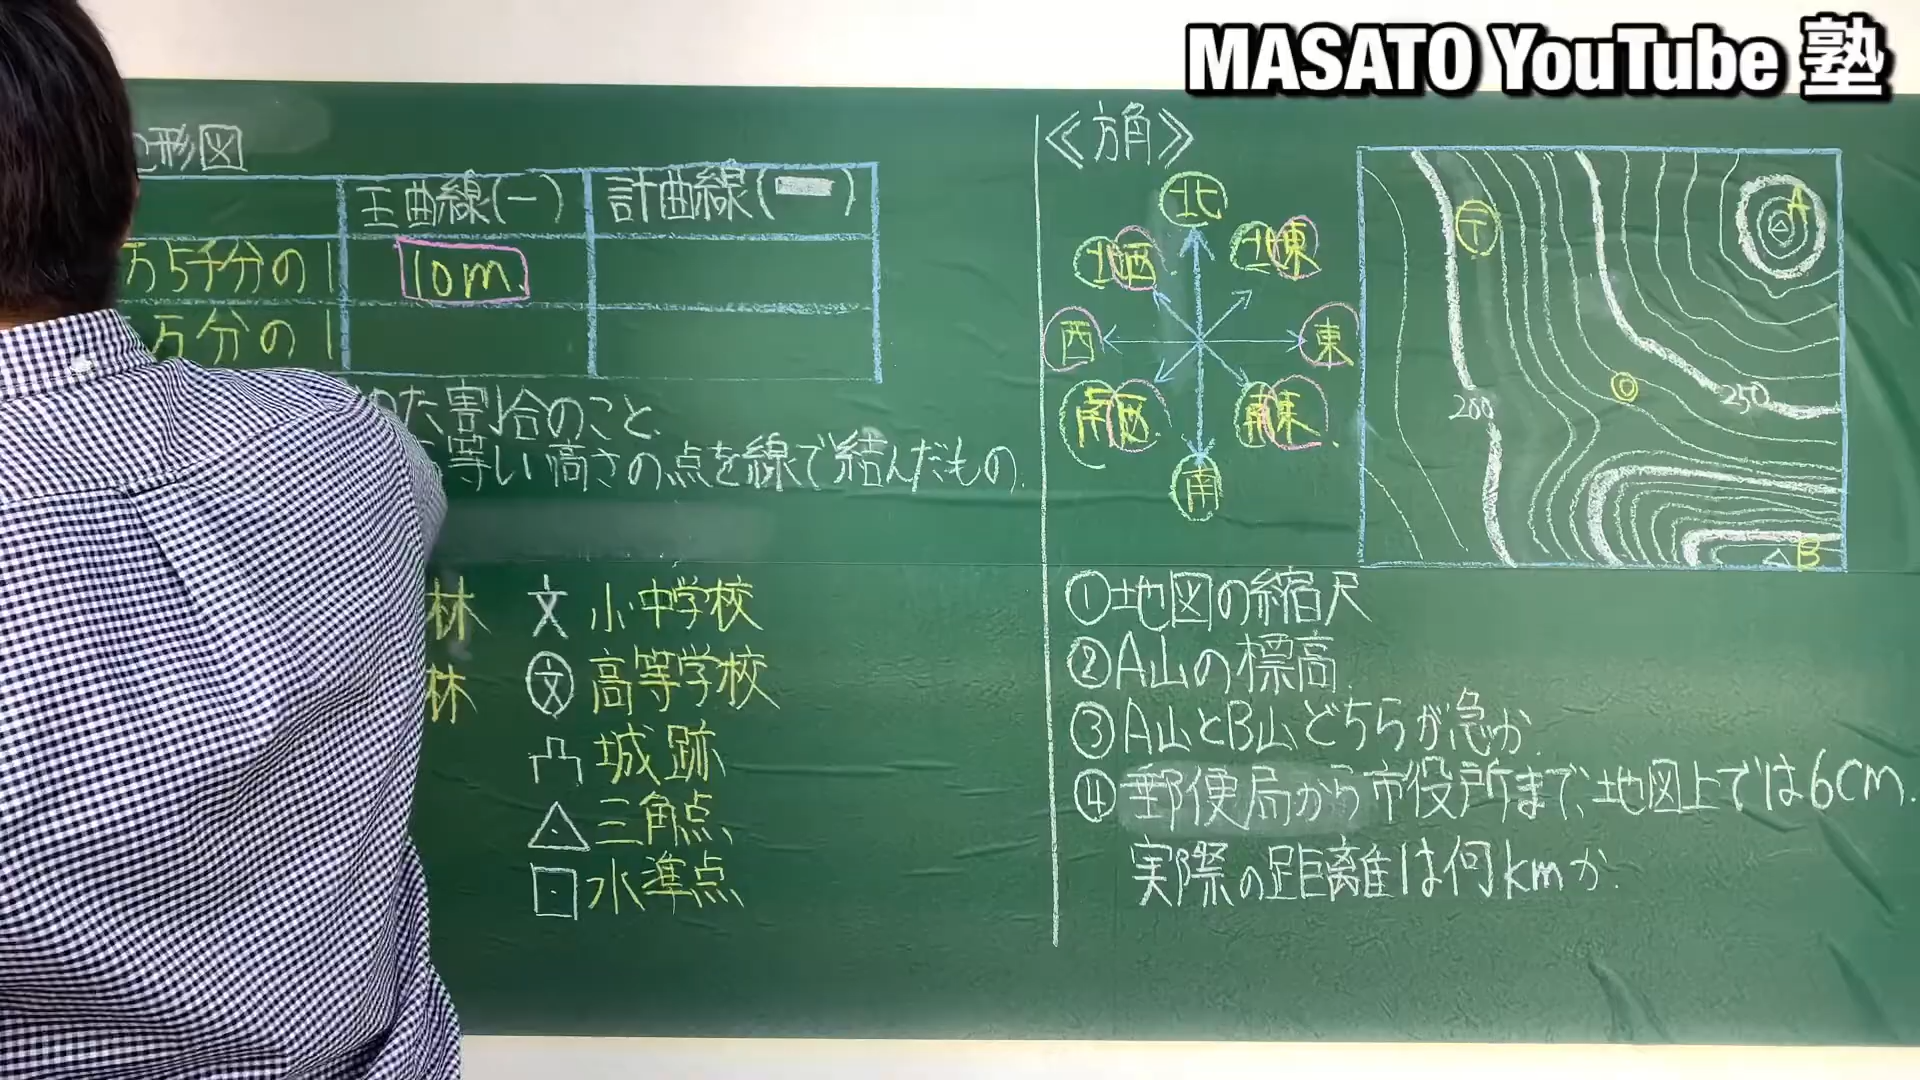 MASATO YouTube 塾
形図
主曲線(ー)
計曲線( )
万5千分の1
10m.
万分の1
た割合のこと、
等しい高さの点を線で結んだもの.
林
林
文 小中学校
文 高等学校
城跡
三角点、
水準点
≪方角≫
北
北西
北東
西
東
南西
南東
南
〒
A
200
250
B
①地図の縮尺
②A山の標高.
③A山とB山どちらが急か.
④郵便局から市役所まで、地図上では6cm.
実際の距離は何kmか.